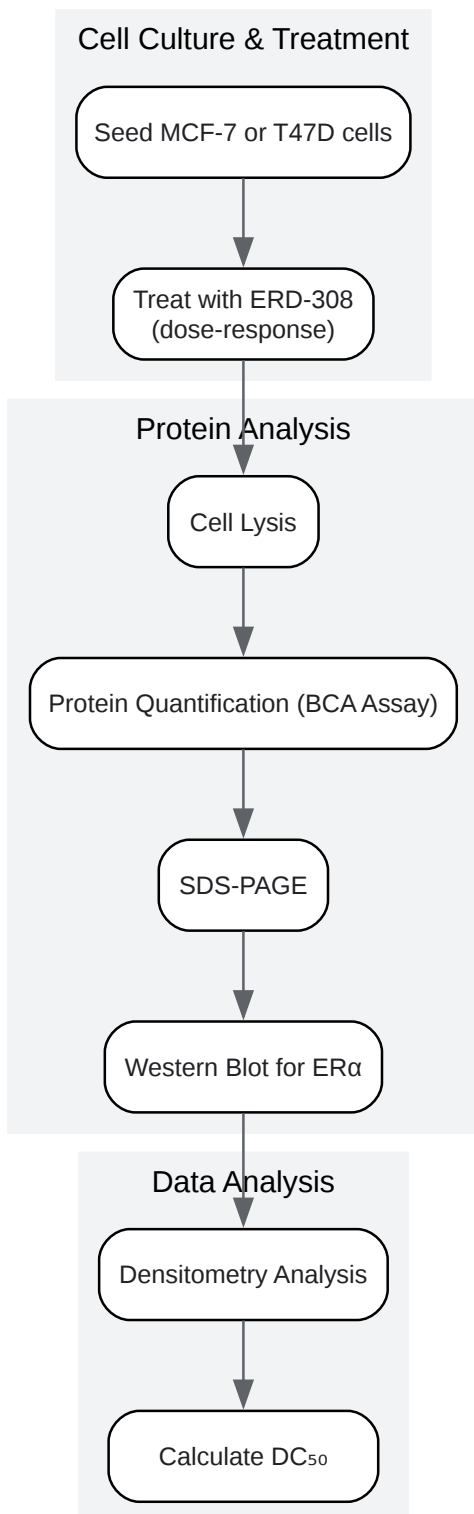 Cell Culture & Treatment
Seed MCF-7 or T47D cells
Treat with ERD-308
(dose-response)
Protein Analysis
Cell Lysis
Protein Quantification (BCA Assay)
SDS-PAGE
Western Blot for ERα
Data Analysis
Densitometry Analysis
Calculate DC₅₀